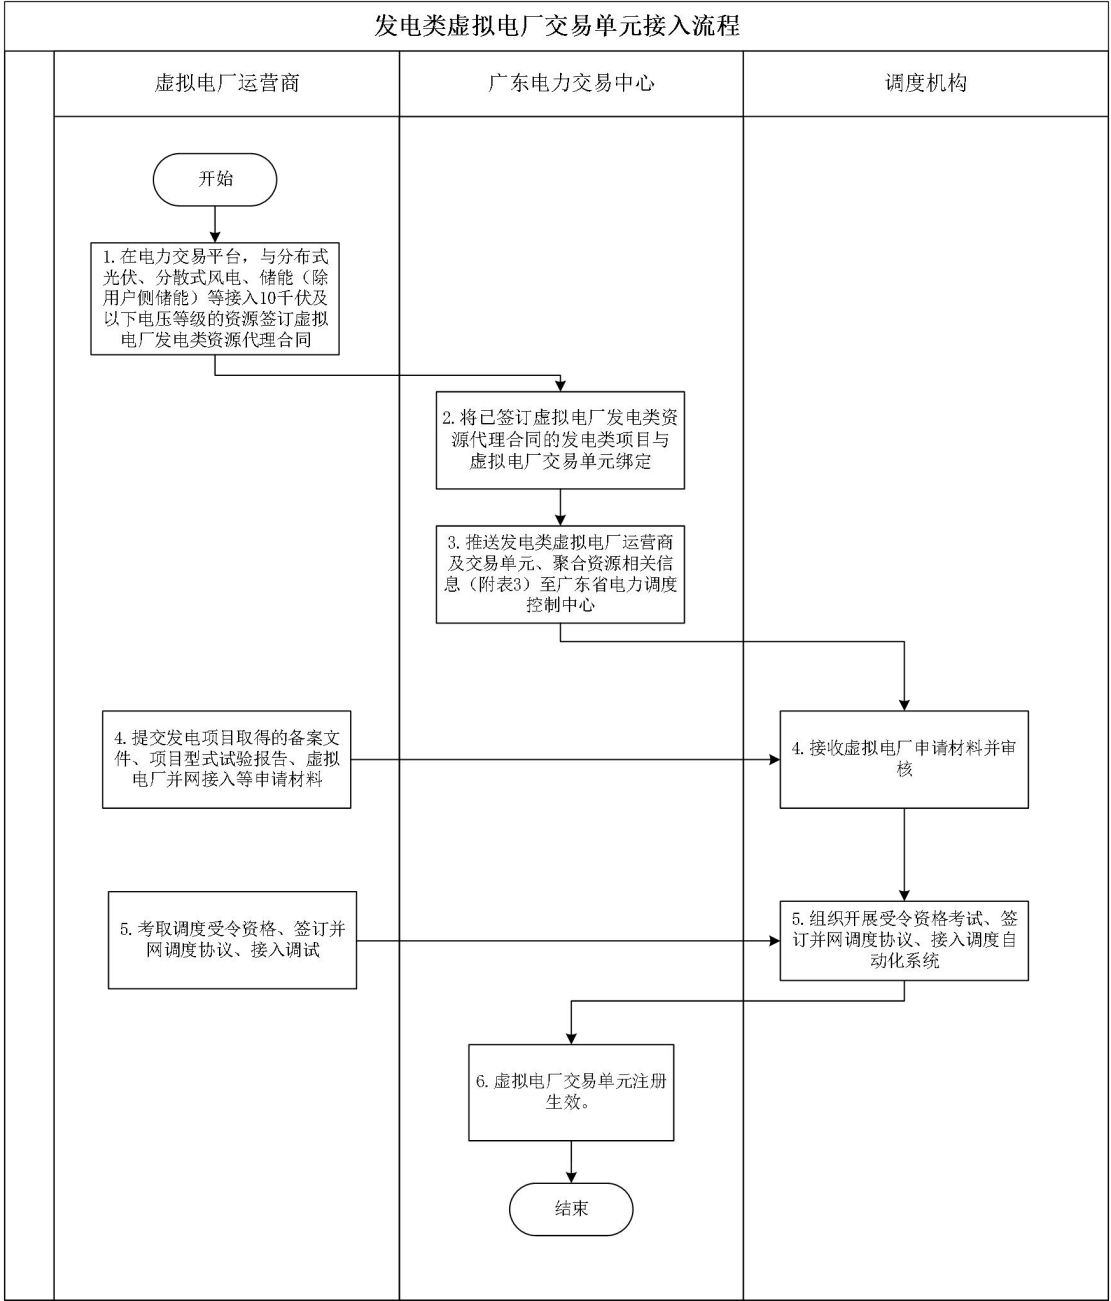 发电类虚拟电厂交易单元接入流程
虚拟电厂运营商
广东电力交易中心
调度机构
开始
1. 在电力交易平台，与分布式
光伏、分散式风电、储能（除
用户侧储能）等接入10千伏及
以下电压等级的资源签订虚拟
电厂发电类资源代理合同
2. 将已签订虚拟电厂发电类资
源代理合同的发电类项目与
虚拟电厂交易单元绑定
3. 推送发电类虚拟电厂运营商
及交易单元、聚合资源相关信
息（附表3）至广东省电力调度
控制中心
4. 提交发电项目取得的备案文
件、项目型式试验报告、虚拟
电厂并网接入等申请材料
4. 接收虚拟电厂申请材料并审
核
5. 考取调度受令资格、签订并
网调度协议、接入调试
5. 组织开展受令资格考试、签
订并网调度协议、接入调度自
动化系统
6. 虚拟电厂交易单元注册
生效。
结束